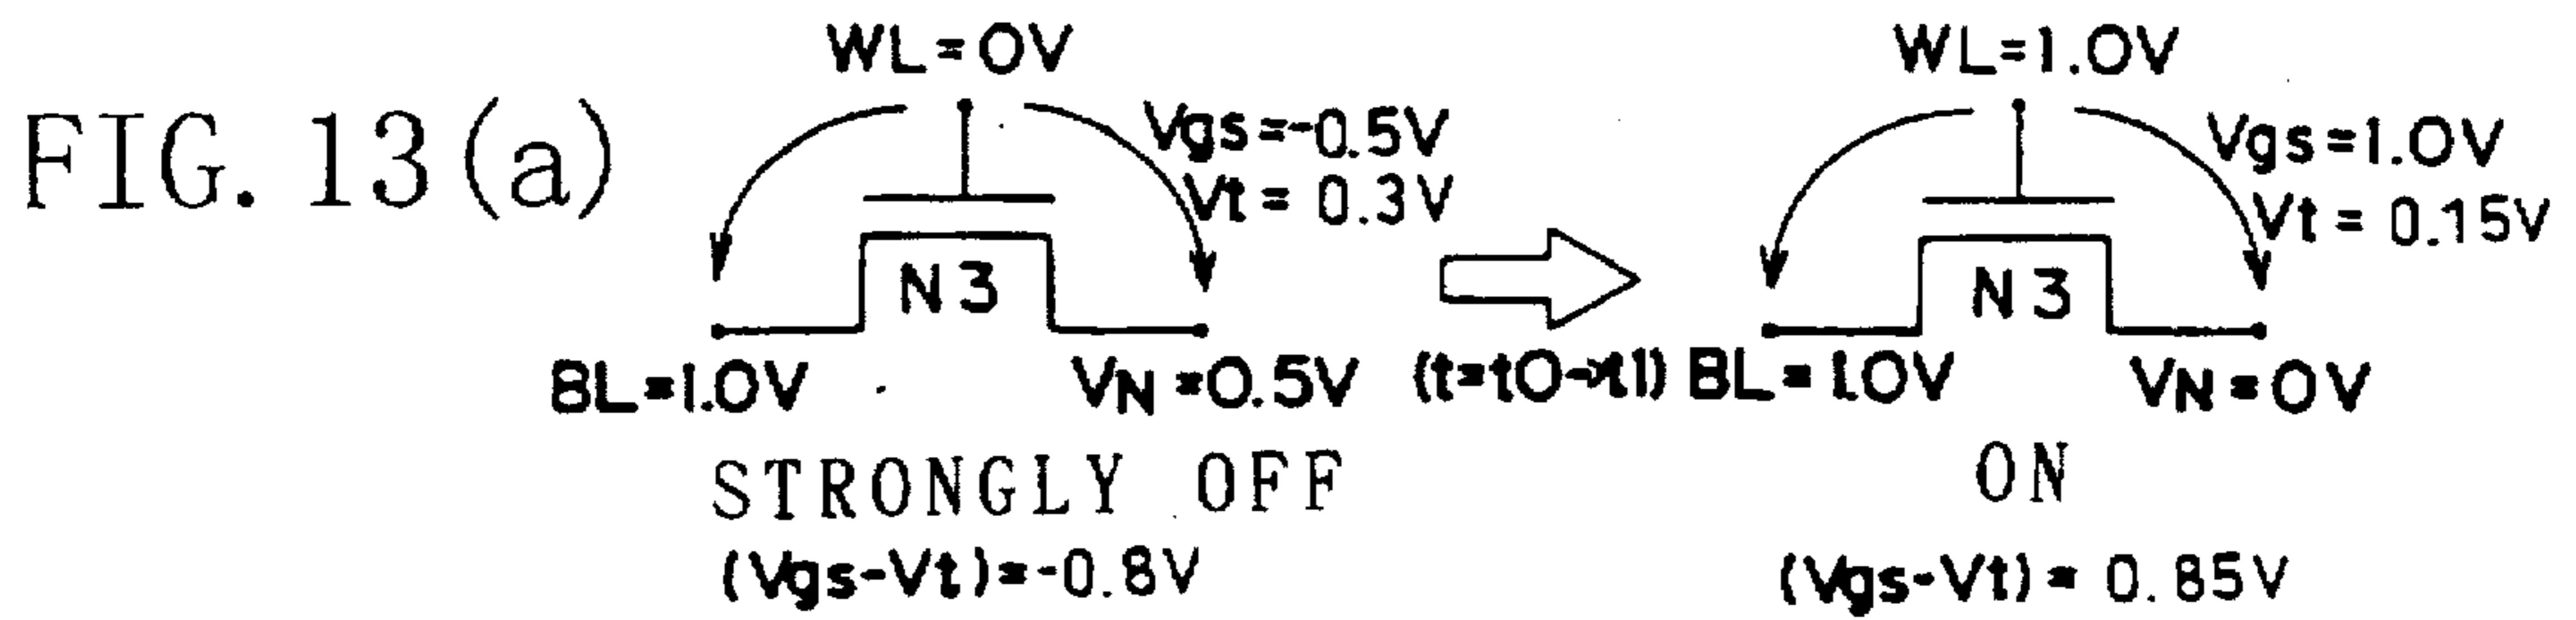 FIG. 13(a)
WL=0V
Vgs=-0.5V
Vt=0.3V
N3
BL=1.0V
VN=0.5V
STRONGLY OFF
(Vgs-Vt)=-0.8V
(t=t0→t1)
WL=1.0V
Vgs=1.0V
Vt=0.15V
N3
BL=1.0V
VN=0V
ON
(Vgs-Vt)=0.85V